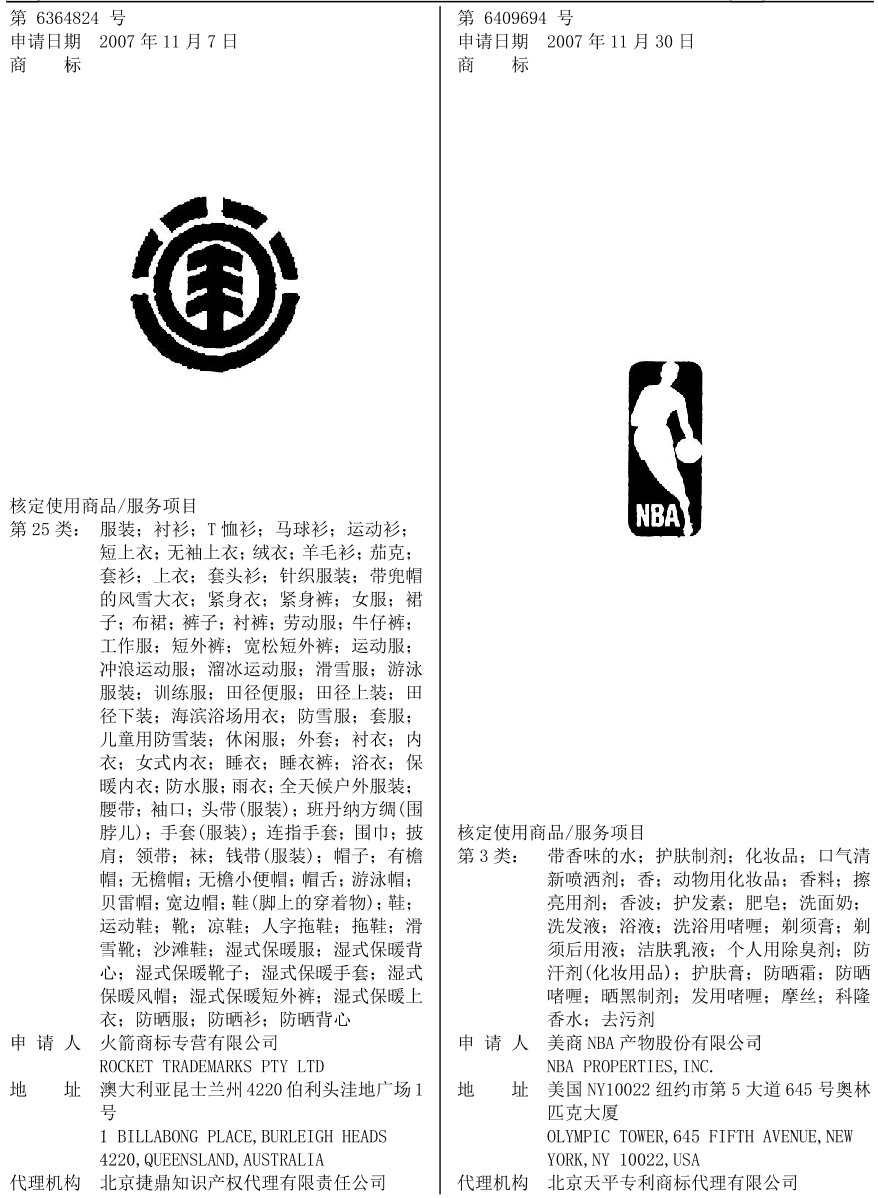 第 6364824 号
申请日期 2007 年 11 月 7 日
商 标
核定使用商品/服务项目
第 25 类: 服装; 衬衫; T 恤衫; 马球衫; 运动衫;
短上衣; 无袖上衣; 绒衣; 羊毛衫; 茄克;
套衫; 上衣; 套头衫; 针织服装; 带兜帽
的风雪大衣; 紧身衣; 紧身裤; 女服; 裙
子; 布裙; 裤子; 衬裤; 劳动服; 牛仔裤;
工作服; 短外裤; 宽松短外裤; 运动服;
冲浪运动服; 溜冰运动服; 滑雪服; 游泳
服装; 训练服; 田径便服; 田径上装; 田
径下装; 海滨浴场用衣; 防雪服; 套服;
儿童用防雪装; 休闲服; 外套; 衬衣; 内
衣; 女式内衣; 睡衣; 睡衣裤; 浴衣; 保
暖内衣; 防水服; 雨衣; 全天候户外服装;
腰带; 袖口; 头带(服装); 班丹纳方绸(围
脖儿); 手套(服装); 连指手套; 围巾; 披
肩; 领带; 袜; 钱带(服装); 帽子; 有檐
帽; 无檐帽; 无檐小便帽; 帽舌; 游泳帽;
贝雷帽; 宽边帽; 鞋(脚上的穿着物); 鞋;
运动鞋; 靴; 凉鞋; 人字拖鞋; 拖鞋; 滑
雪靴; 沙滩鞋; 湿式保暖服; 湿式保暖背
心; 湿式保暖靴子; 湿式保暖手套; 湿式
保暖风帽; 湿式保暖短外裤; 湿式保暖上
衣; 防晒服; 防晒衫; 防晒背心
申 请 人 火箭商标专营有限公司
ROCKET TRADEMARKS PTY LTD
地 址 澳大利亚昆士兰州 4220 伯利头洼地广场 1
号
1 BILLABONG PLACE,BURLEIGH HEADS
4220,QUEENSLAND,AUSTRALIA
代理机构 北京捷鼎知识产权代理有限责任公司
第 6409694 号
申请日期 2007 年 11 月 30 日
商 标
NBA
核定使用商品/服务项目
第 3 类: 带香味的水; 护肤制剂; 化妆品; 口气清
新喷洒剂; 香; 动物用化妆品; 香料; 擦
亮用剂; 香波; 护发素; 肥皂; 洗面奶;
洗发液; 浴液; 洗浴用啫喱; 剃须膏; 剃
须后用液; 洁肤乳液; 个人用除臭剂; 防
汗剂(化妆用品); 护肤膏; 防晒霜; 防晒
啫喱; 晒黑制剂; 发用啫喱; 摩丝; 科隆
香水; 去污剂
申 请 人 美商 NBA 产物股份有限公司
NBA PROPERTIES,INC.
地 址 美国 NY10022 纽约市第 5 大道 645 号奥林
匹克大厦
OLYMPIC TOWER,645 FIFTH AVENUE,NEW
YORK,NY 10022,USA
代理机构 北京天平专利商标代理有限公司